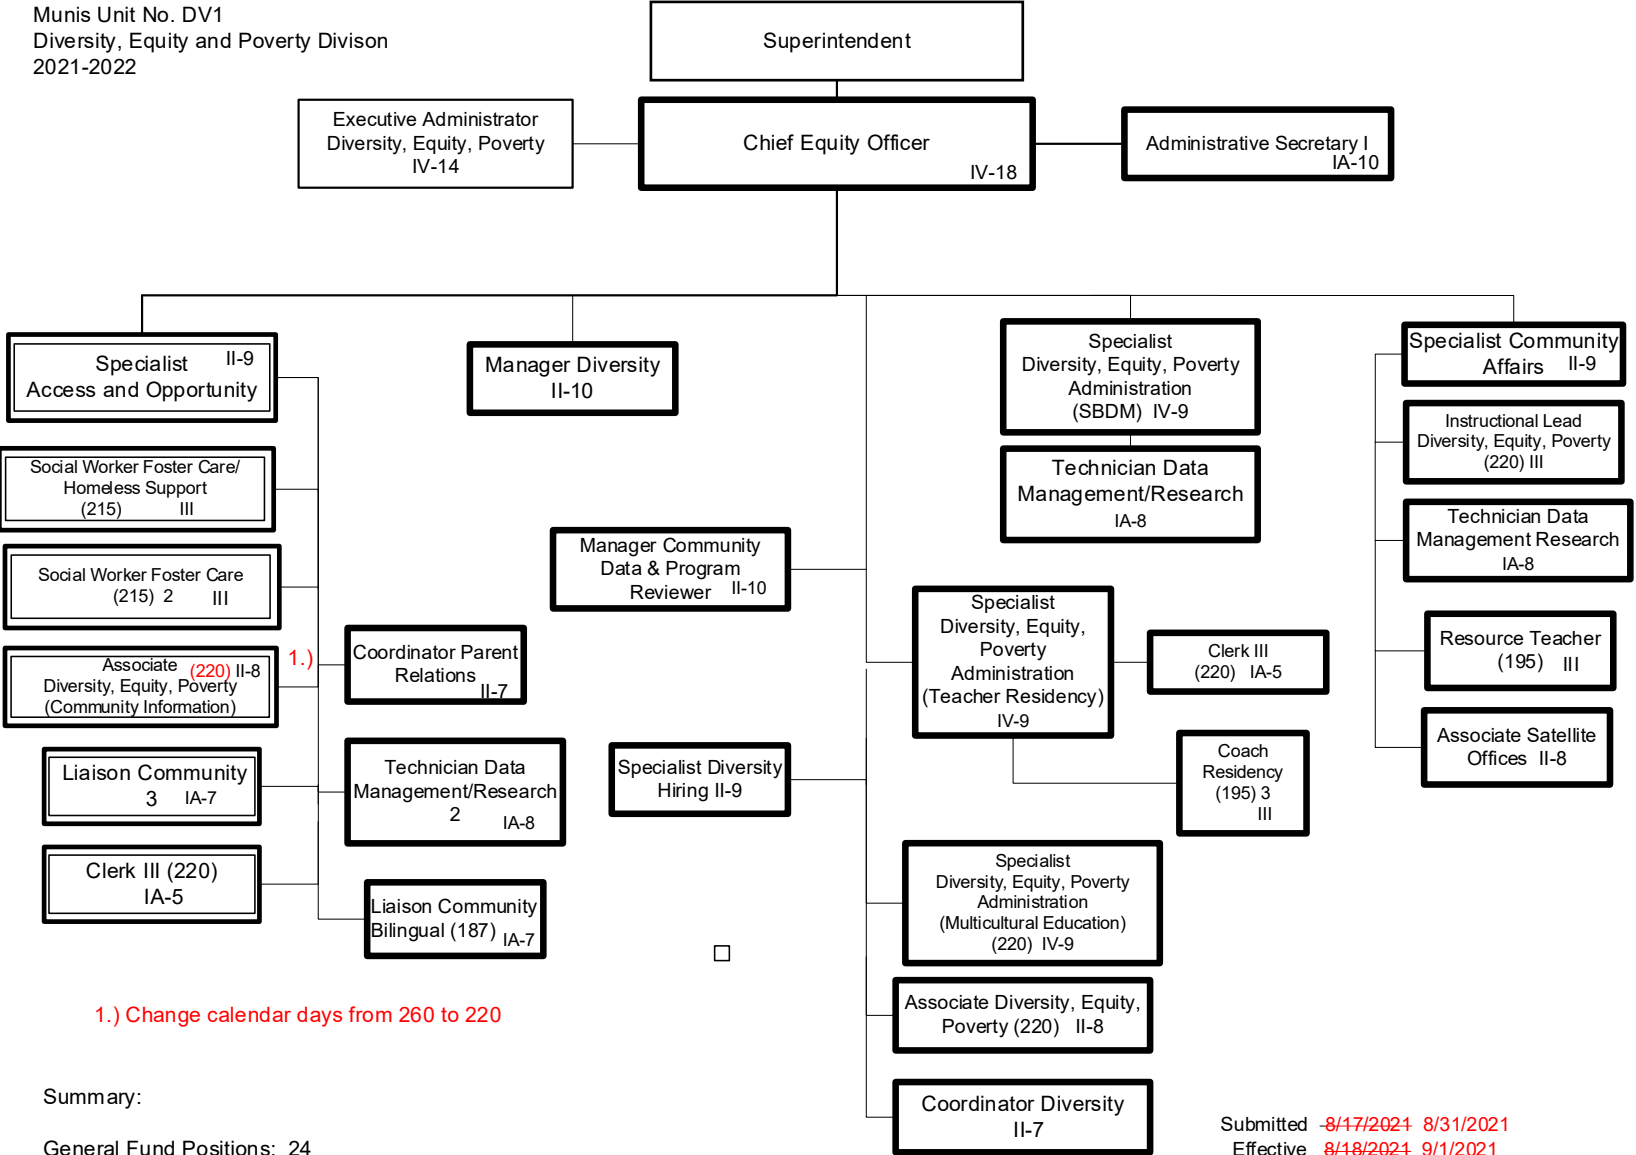 Munis Unit No. DV1
Diversity, Equity and Poverty Divison
2021-2022
Superintendent
Executive Administrator
Diversity, Equity, Poverty
IV-14
Chief Equity Officer
IV-18
Administrative Secretary I
IA-10
Specialist II-9
Access and Opportunity
Social Worker Foster Care/
Homeless Support
(215) III
Social Worker Foster Care
(215) 2 III
Associate (220) II-8
Diversity, Equity, Poverty
(Community Information)
1.)
Liaison Community
3 IA-7
Clerk III (220)
IA-5
Coordinator Parent
Relations
II-7
Technician Data
Management/Research
2
IA-8
Liaison Community
Bilingual (187) IA-7
Manager Diversity
II-10
Manager Community
Data & Program
Reviewer II-10
Specialist Diversity
Hiring II-9
Specialist
Diversity, Equity, Poverty
Administration
(SBDM) IV-9
Technician Data
Management/Research
IA-8
Specialist
Diversity, Equity,
Poverty
Administration
(Teacher Residency)
IV-9
Clerk III
(220) IA-5
Coach
Residency
(195) 3
III
Specialist
Diversity, Equity, Poverty
Administration
(Multicultural Education)
(220) IV-9
Associate Diversity, Equity,
Poverty (220) II-8
Coordinator Diversity
II-7
Specialist Community
Affairs II-9
Instructional Lead
Diversity, Equity, Poverty
(220) III
Technician Data
Management Research
IA-8
Resource Teacher
(195) III
Associate Satellite
Offices II-8
1.) Change calendar days from 260 to 220
Summary:
General Fund Positions: 24
Submitted 8/17/2021 8/31/2021
Effective 8/18/2021 9/1/2021